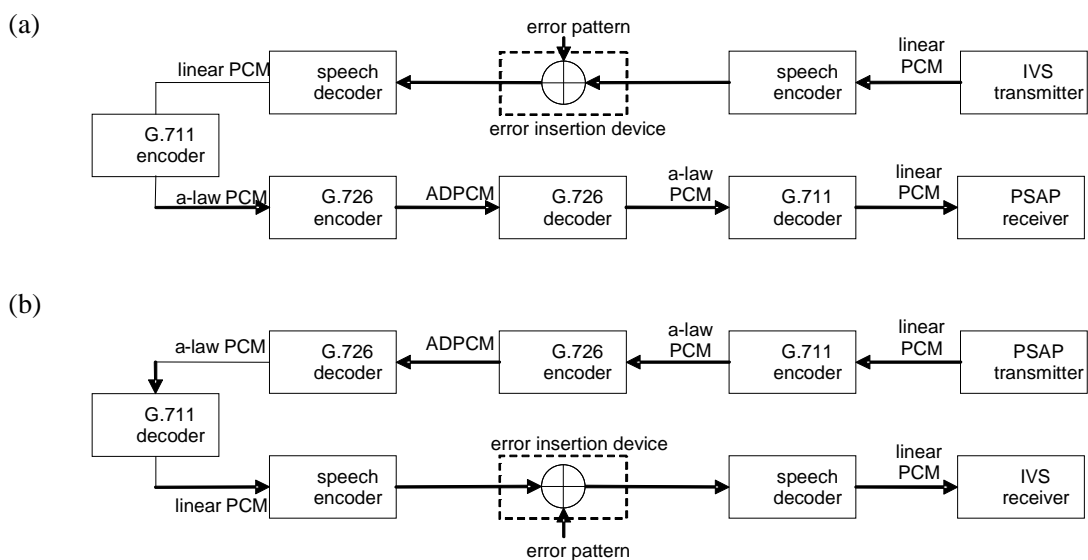 (a)
error pattern
linear PCM
speech
decoder
error insertion device
speech
encoder
linear
PCM
IVS
transmitter
G.711
encoder
a-law PCM
G.726
encoder
ADPCM
G.726
decoder
a-law
PCM
G.711
decoder
linear
PCM
PSAP
receiver
(b)
a-law PCM
G.726
decoder
ADPCM
G.726
encoder
a-law
PCM
G.711
encoder
linear
PCM
PSAP
transmitter
G.711
decoder
linear PCM
speech
encoder
error insertion device
error pattern
speech
decoder
linear
PCM
IVS
receiver